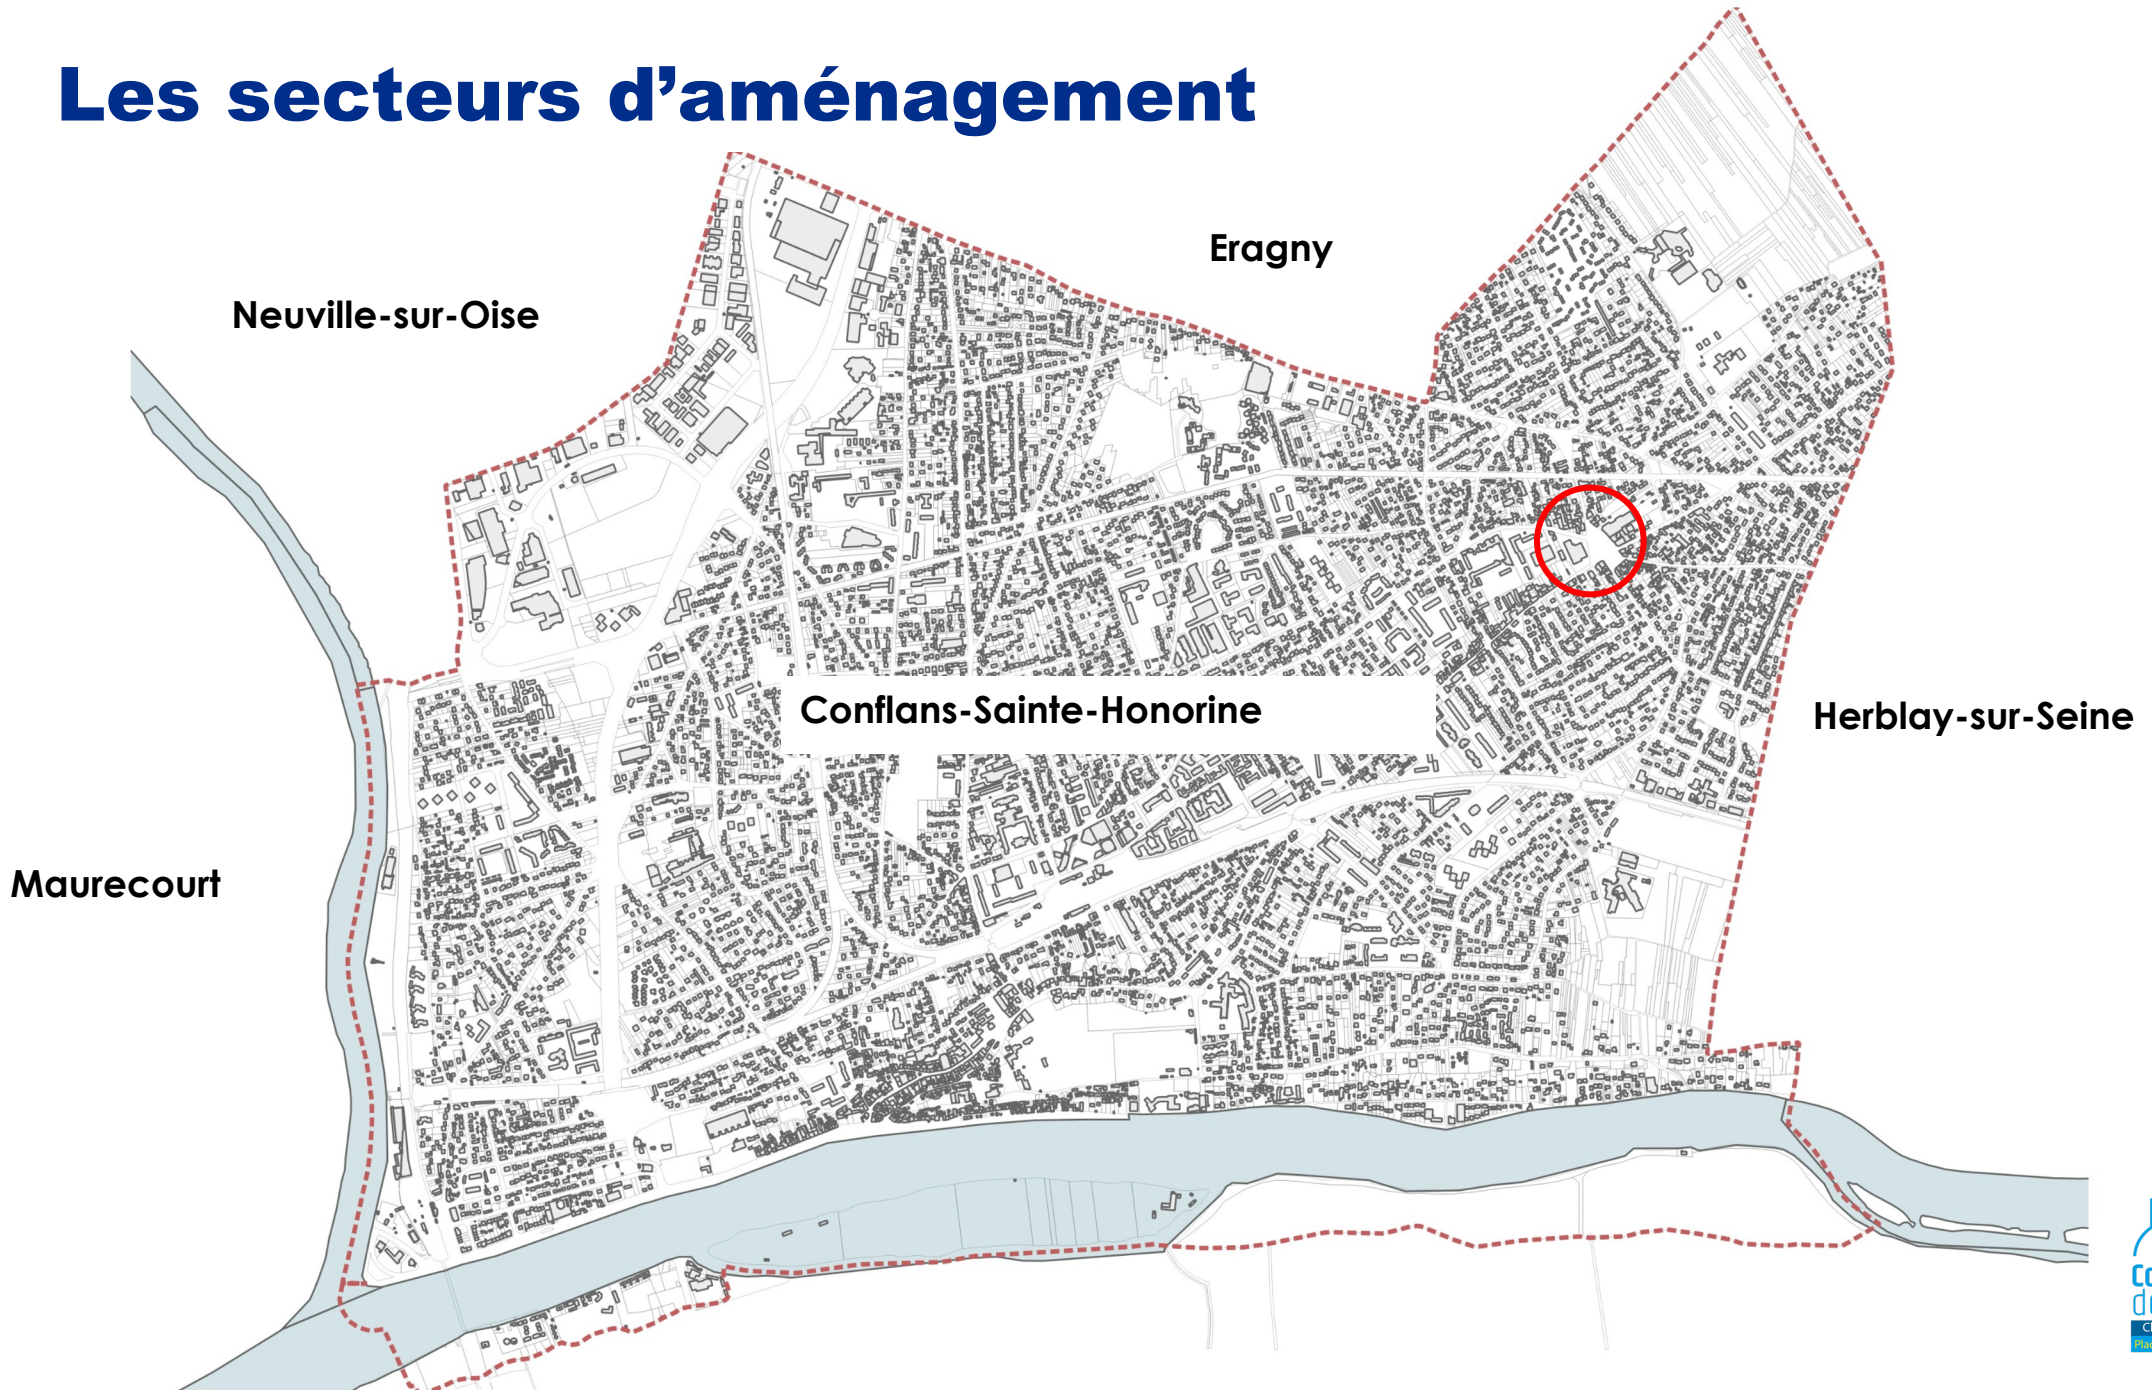 Les secteurs d’aménagement
Eragny
Neuville-sur-Oise
Conflans-Sainte-Honorine
Herblay-sur-Seine
Maurecourt